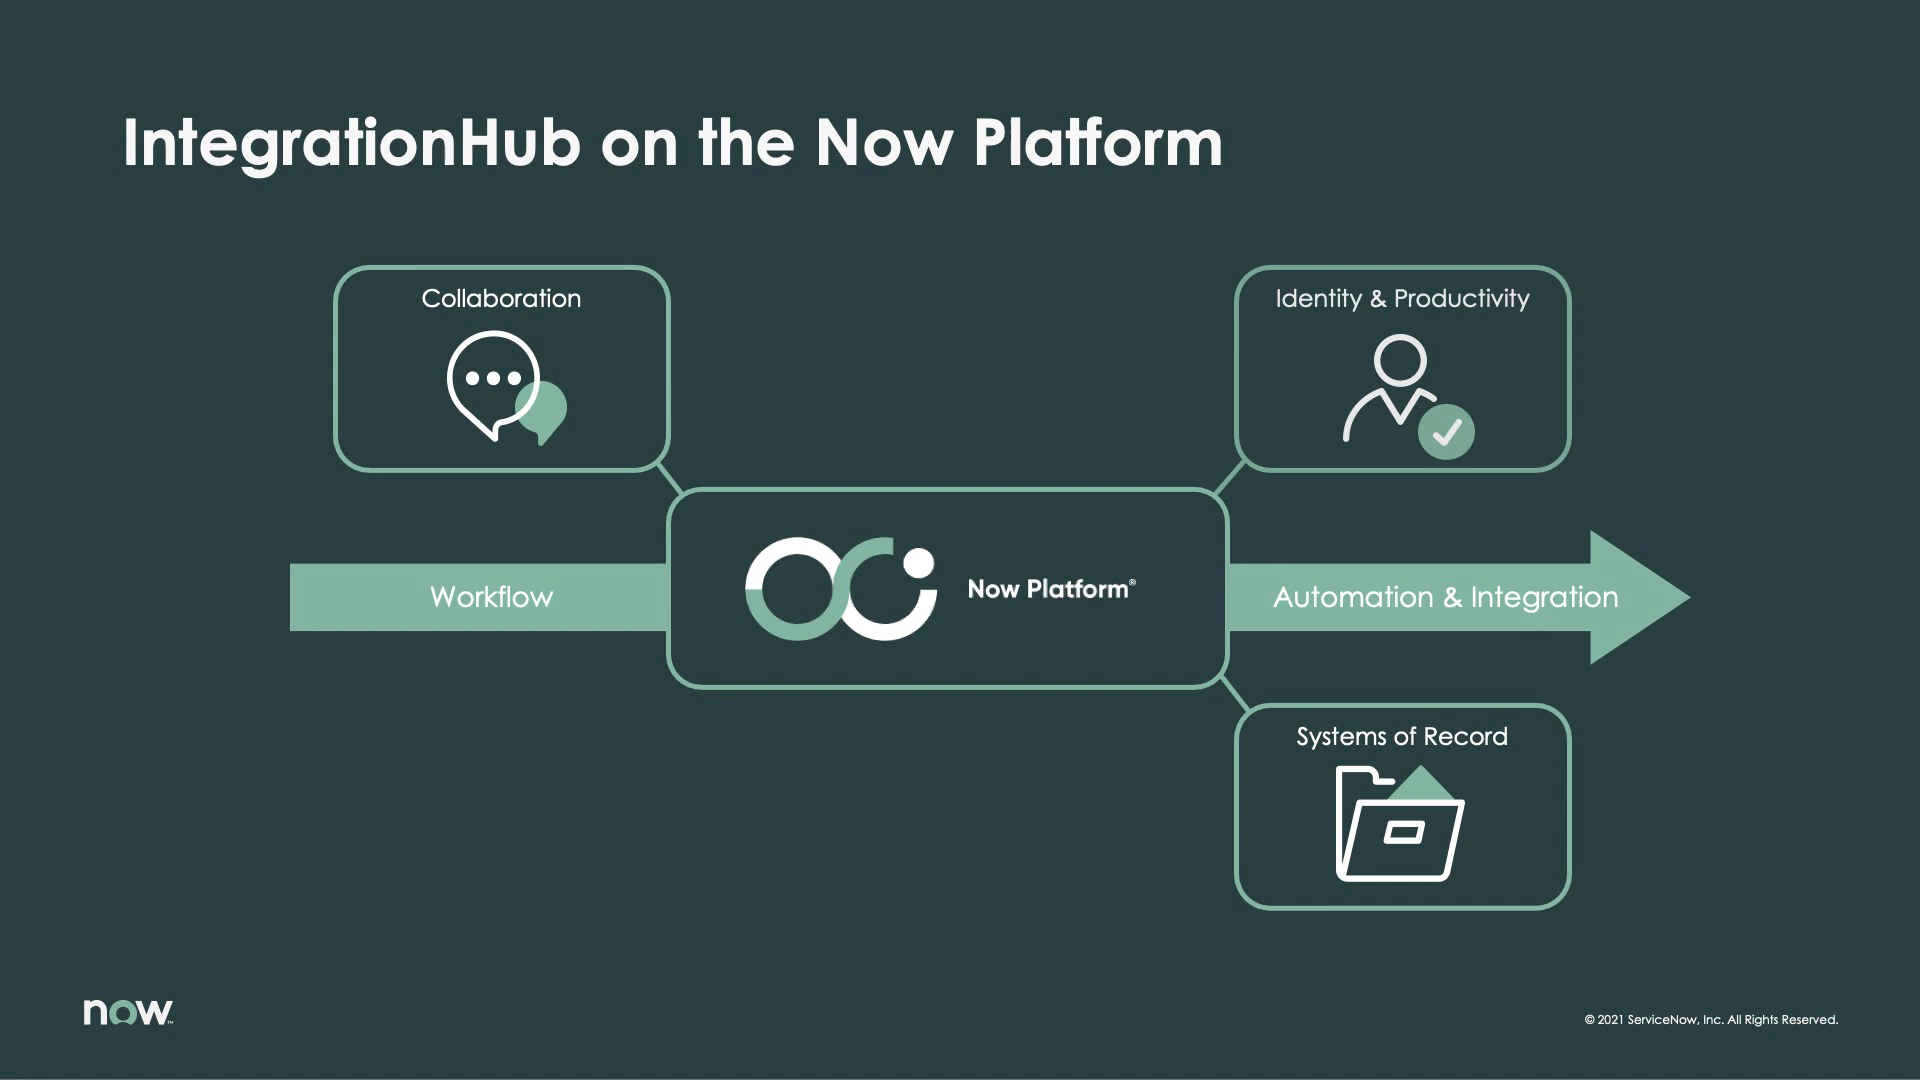 IntegrationHub on the Now Platform
Collaboration
Identity & Productivity
Workflow
Now Platform®
Automation & Integration
Systems of Record
now™
© 2021 ServiceNow, Inc. All Rights Reserved.